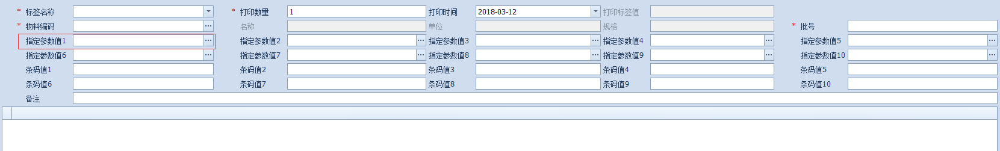 * 标签名称 * 打印数量 1 打印时间 2018-03-12 打印标签值
* 物料编码 ... 名称 单位 规格 * 批号
指定参数值1 ... 指定参数值2 ... 指定参数值3 ... 指定参数值4 ... 指定参数值5 ...
指定参数值6 ... 指定参数值7 ... 指定参数值8 ... 指定参数值9 ... 指定参数值10 ...
条码值1 条码值2 条码值3 条码值4 条码值5
条码值6 条码值7 条码值8 条码值9 条码值10
备注